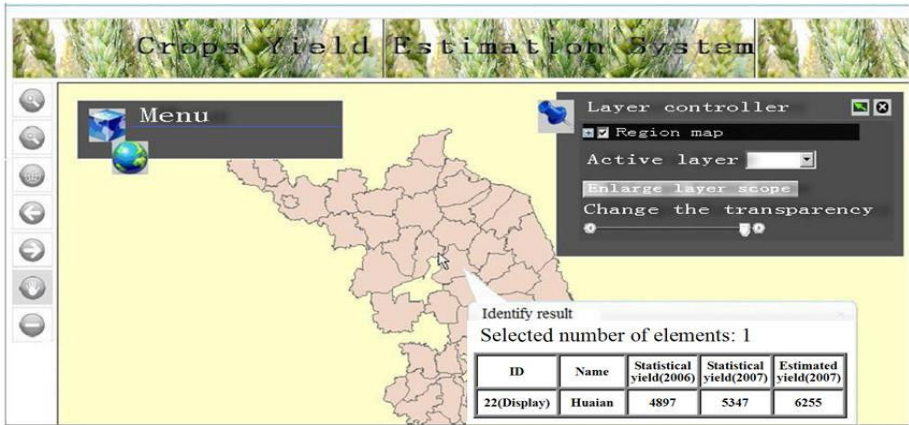 Crops Yield Estimation System
Menu
Layer controller
Region map
Active layer
Enlarge layer scope
Change the transparency
Identify result
Selected number of elements: 1
ID Name Statistical yield(2006) Statistical yield(2007) Estimated yield(2007)
22(Display) Huaian 4897 5347 6255